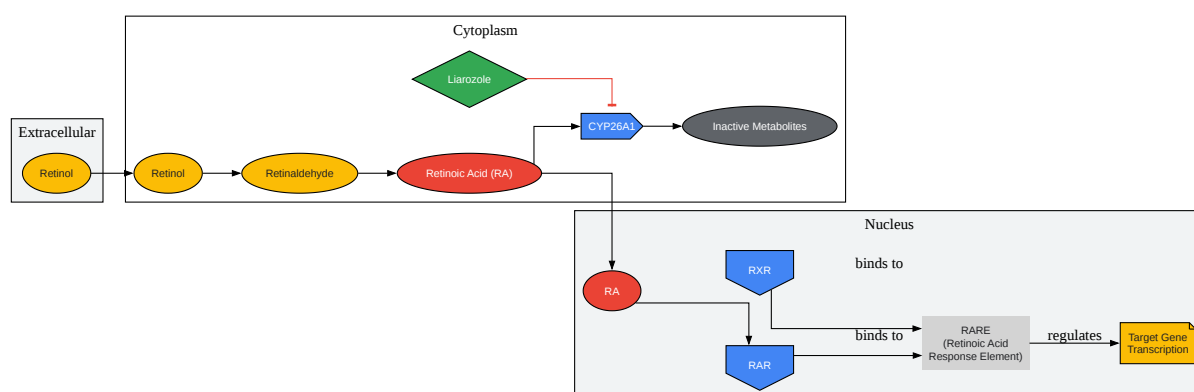 Cytoplasm
Liarozole
Extracellular
CYP26A1
Inactive Metabolites
Retinol
Retinol
Retinaldehyde
Retinoic Acid (RA)
Nucleus
RXR
binds to
RA
binds to
RARE
(Retinoic Acid
Response Element)
regulates
Target Gene
Transcription
RAR